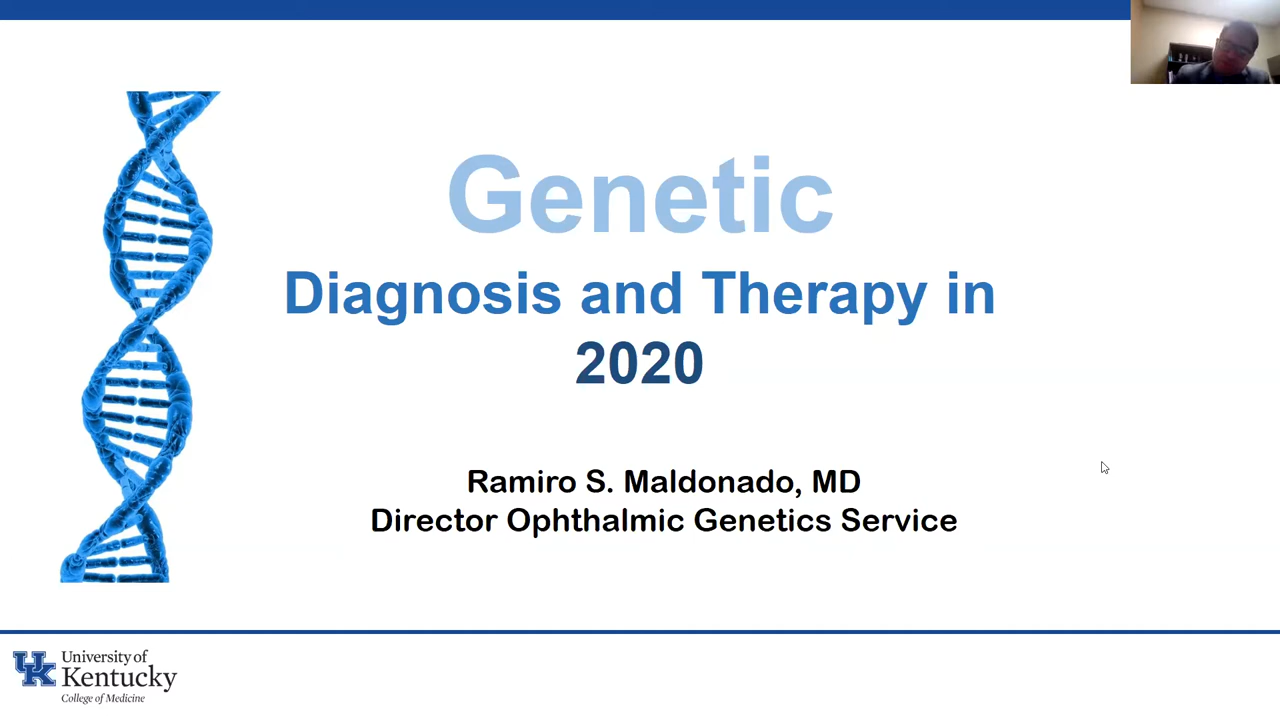 Genetic
Diagnosis and Therapy in
2020
Ramiro S. Maldonado, MD
Director Ophthalmic Genetics Service
UK
University of
Kentucky
College of Medicine